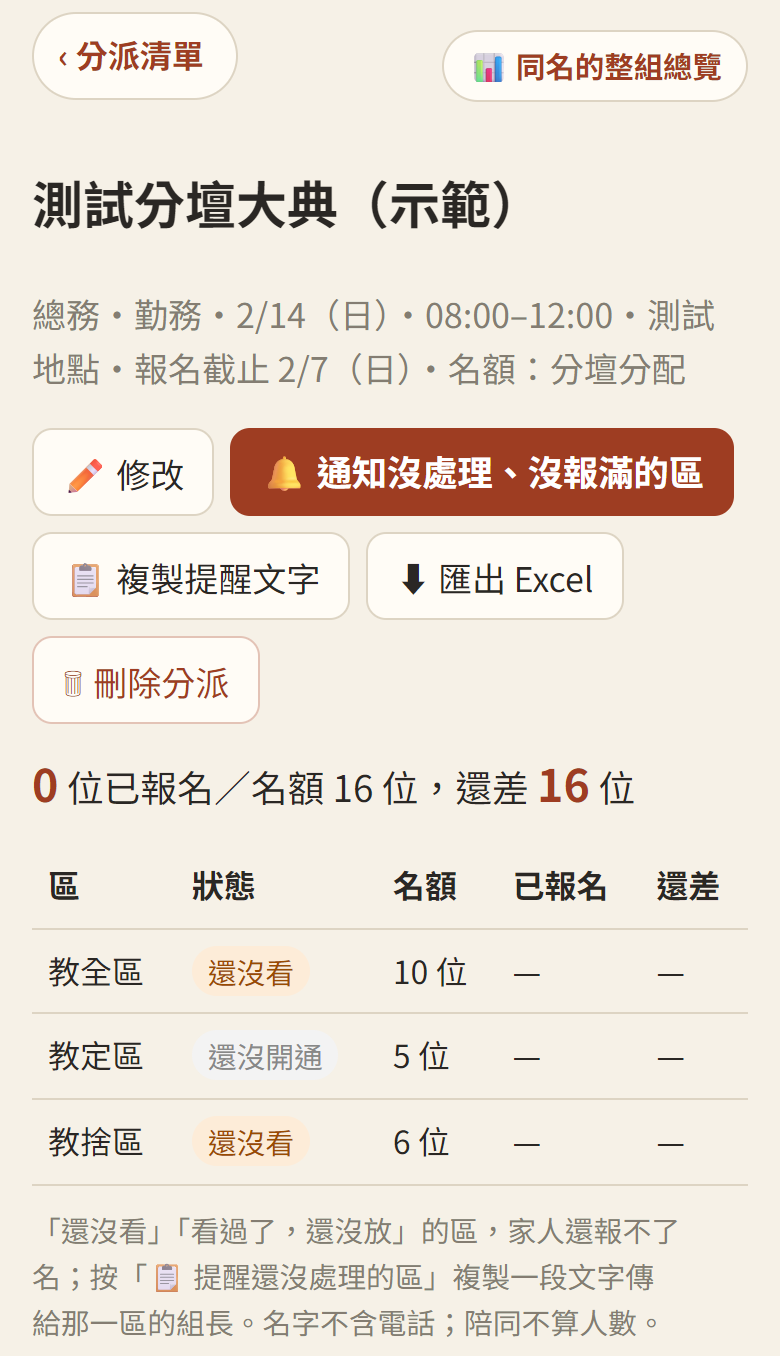 ‹ 分派清單
📊 同名的整組總覽
測試分壇大典（示範）
總務・勤務・2/14（日）・08:00–12:00・測試
地點・報名截止 2/7（日）・名額：分壇分配
✏️ 修改
🔔 通知沒處理、沒報滿的區
📋 複製提醒文字
⬇ 匯出 Excel
🗑 刪除分派
0 位已報名／名額 16 位，還差 16 位
區 狀態 名額 已報名 還差
教全區 還沒看 10 位 — —
教定區 還沒開通 5 位 — —
教捨區 還沒看 6 位 — —
「還沒看」「看過了，還沒放」的區，家人還報不了
名；按「📋 提醒還沒處理的區」複製一段文字傳
給那一區的組長。名字不含電話；陪同不算人數。